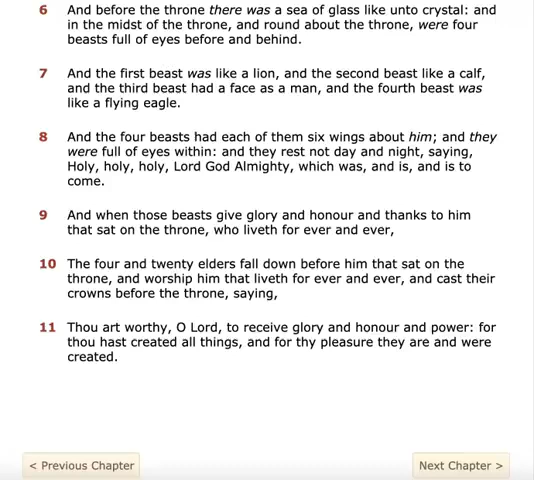 6 And before the throne there was a sea of glass like unto crystal: and
in the midst of the throne, and round about the throne, were four
beasts full of eyes before and behind.
7 And the first beast was like a lion, and the second beast like a calf,
and the third beast had a face as a man, and the fourth beast was
like a flying eagle.
8 And the four beasts had each of them six wings about him; and they
were full of eyes within: and they rest not day and night, saying,
Holy, holy, holy, Lord God Almighty, which was, and is, and is to
come.
9 And when those beasts give glory and honour and thanks to him
that sat on the throne, who liveth for ever and ever,
10 The four and twenty elders fall down before him that sat on the
throne, and worship him that liveth for ever and ever, and cast their
crowns before the throne, saying,
11 Thou art worthy, O Lord, to receive glory and honour and power: for
thou hast created all things, and for thy pleasure they are and were
created.
< Previous Chapter
Next Chapter >